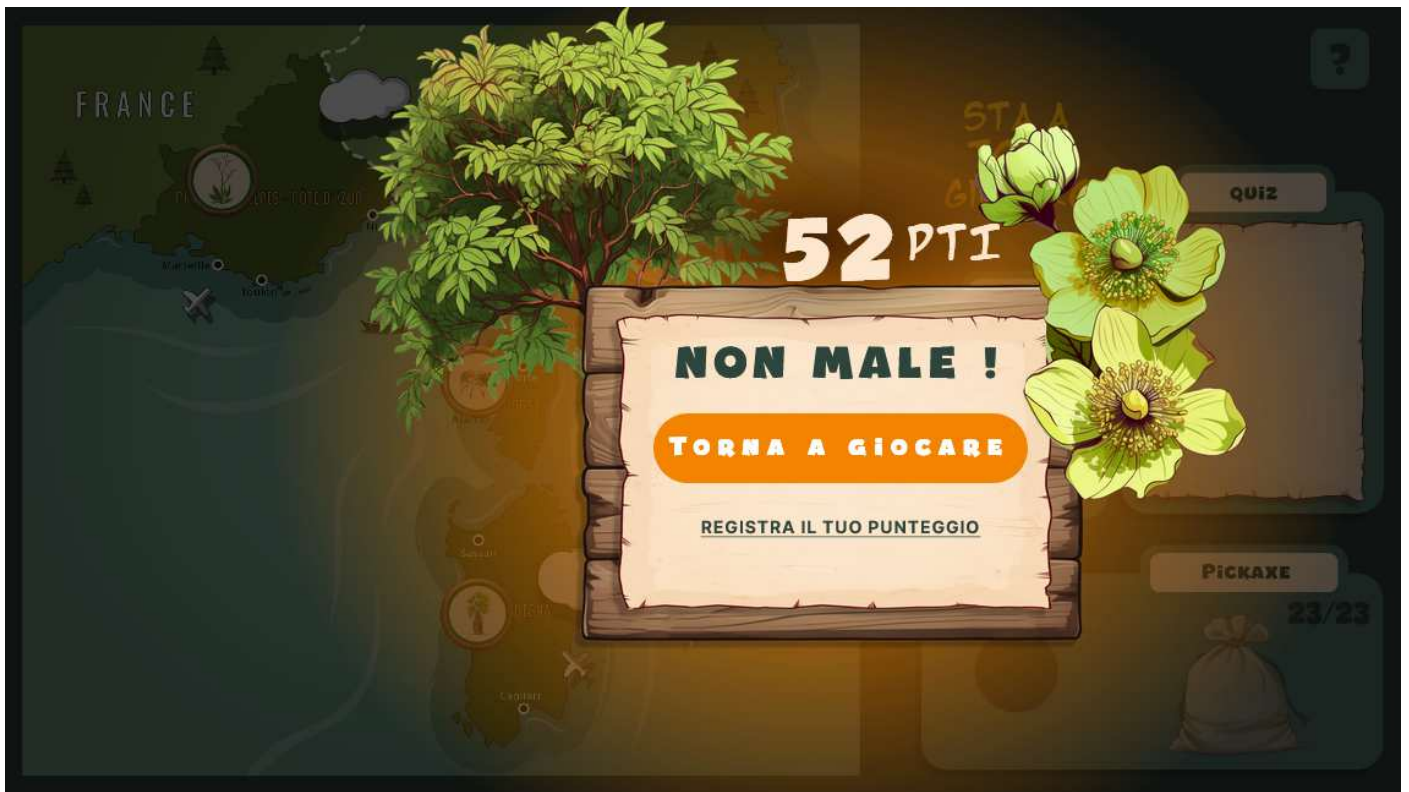 FRANCE
?
STA A
QUIZ
52 PTI
Marseille
Toulon
NON MALE !
TORNA A GIOCARE
REGISTRA IL TUO PUNTEGGIO
Sassari
PICKAXE
23/23
Cagliari